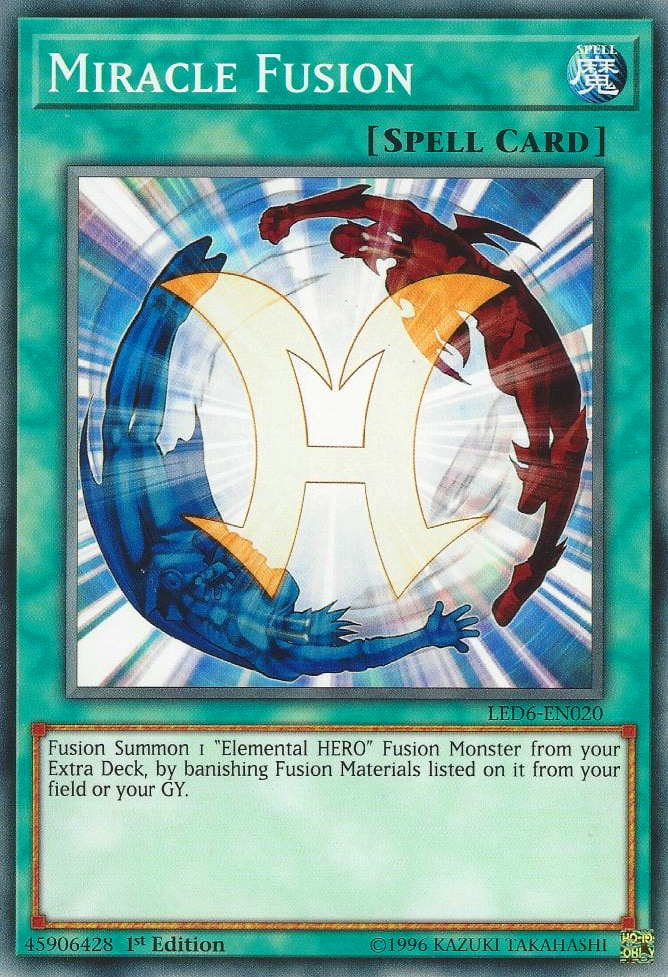 MIRACLE FUSION
SPELL
魔
[SPELL CARD]
H
LED6-EN020
Fusion Summon 1 "Elemental HERO" Fusion Monster from your
Extra Deck, by banishing Fusion Materials listed on it from your
field or your GY.
45906428 1st Edition ©1996 KAZUKI TAKAHASHI